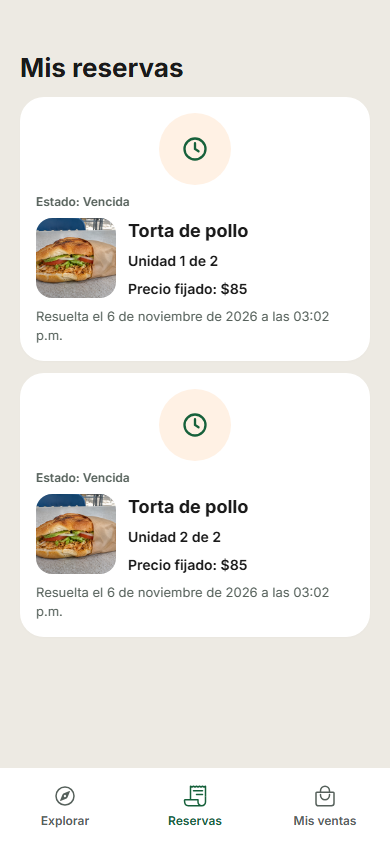 Mis reservas
Estado: Vencida
Torta de pollo
Unidad 1 de 2
Precio fijado: $85
Resuelta el 6 de noviembre de 2026 a las 03:02
p.m.
Estado: Vencida
Torta de pollo
Unidad 2 de 2
Precio fijado: $85
Resuelta el 6 de noviembre de 2026 a las 03:02
p.m.
Explorar
Reservas
Mis ventas